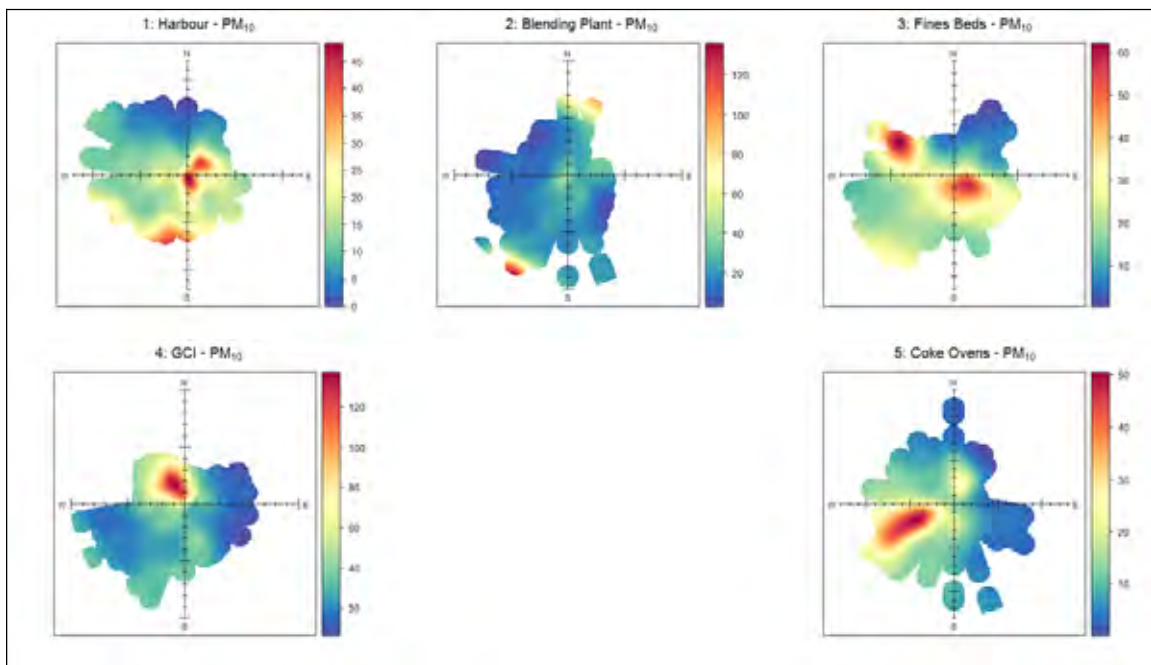 1: Harbour - PM₁₀
2: Blending Plant - PM₁₀
3: Fines Beds - PM₁₀
N
N
N
W
E
W
E
W
E
S
S
S
45
40
35
30
25
20
15
10
5
0
120
100
80
60
40
20
60
50
40
30
20
10
4: GCI - PM₁₀
5: Coke Ovens - PM₁₀
N
N
W
E
W
E
S
S
120
100
80
60
40
20
50
40
30
20
10